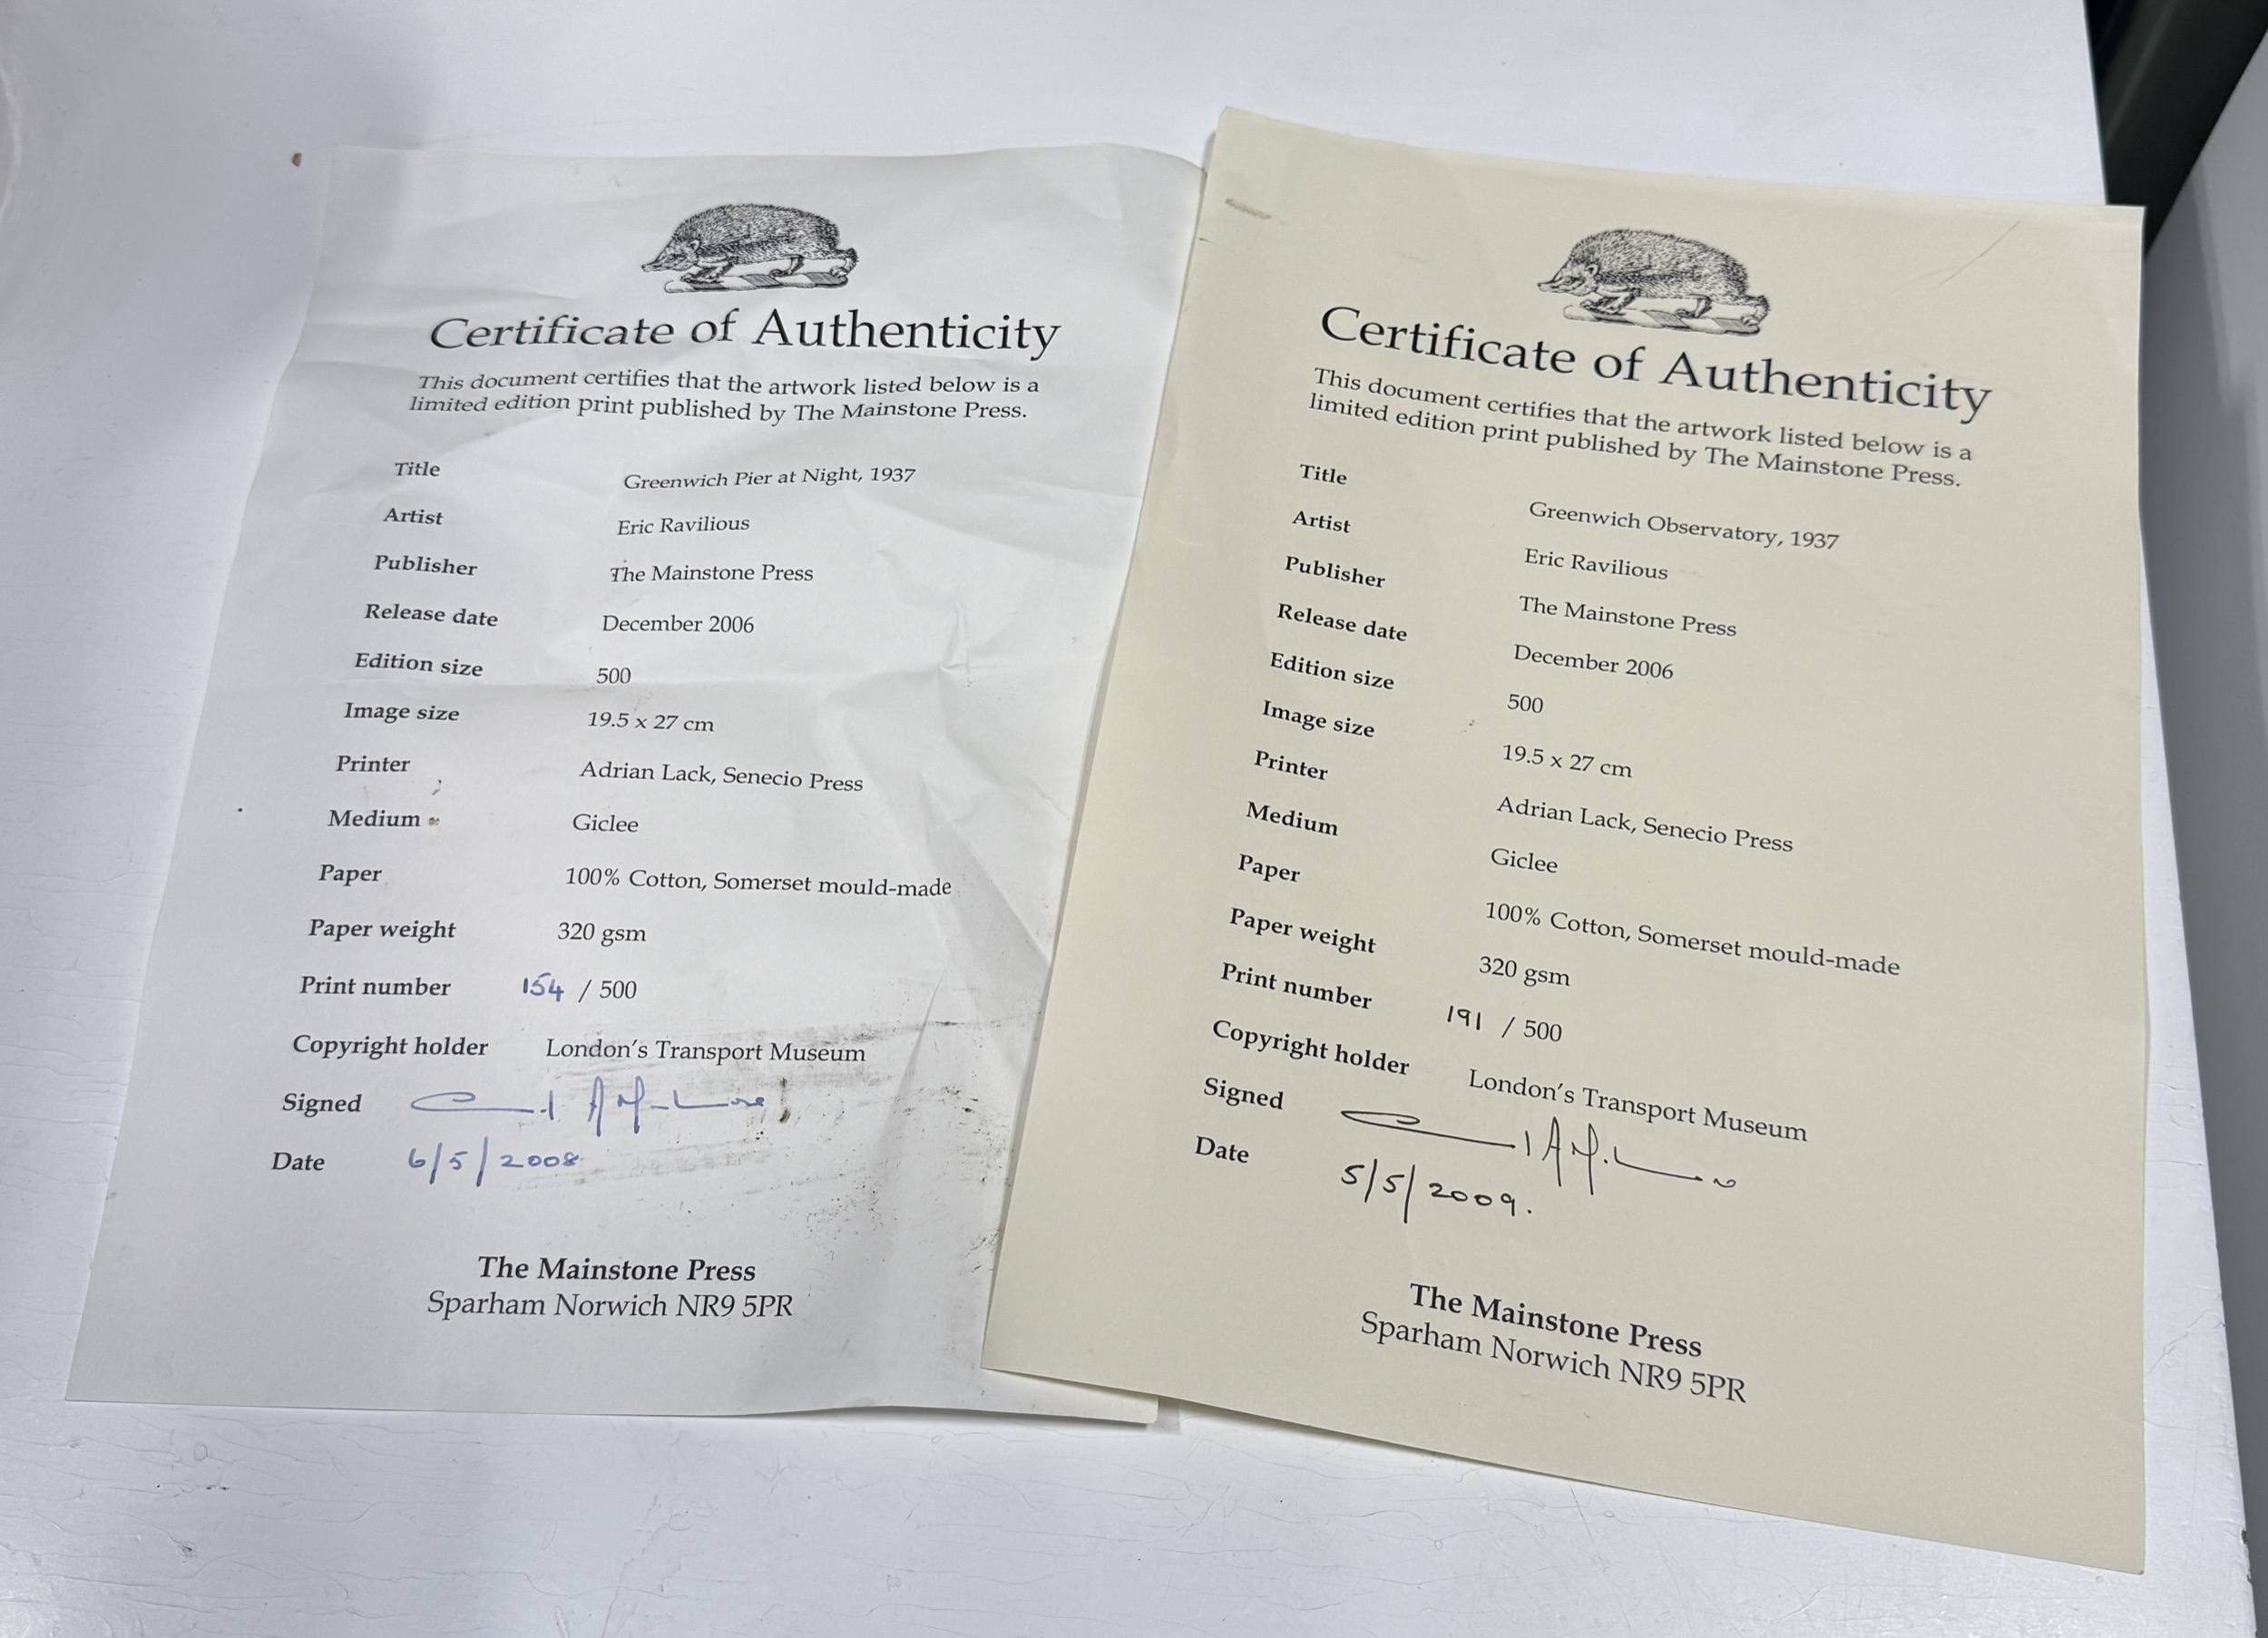 Certificate of Authenticity
This document certifies that the artwork listed below is a
limited edition print published by The Mainstone Press.
Title Greenwich Pier at Night, 1937
Artist Eric Ravilious
Publisher The Mainstone Press
Release date December 2006
Edition size 500
Image size 19.5 x 27 cm
Printer Adrian Lack, Senecio Press
Medium Giclee
Paper 100% Cotton, Somerset mould-made
Paper weight 320 gsm
Print number 154 / 500
Copyright holder London's Transport Museum
Signed
Date 6/5/2008
The Mainstone Press
Sparham Norwich NR9 5PR
Certificate of Authenticity
This document certifies that the artwork listed below is a
limited edition print published by The Mainstone Press.
Title Greenwich Observatory, 1937
Artist Eric Ravilious
Publisher The Mainstone Press
Release date December 2006
Edition size 500
Image size 19.5 x 27 cm
Printer Adrian Lack, Senecio Press
Medium Giclee
Paper 100% Cotton, Somerset mould-made
Paper weight 320 gsm
Print number 191 / 500
Copyright holder London's Transport Museum
Signed
Date 5/5/2009.
The Mainstone Press
Sparham Norwich NR9 5PR